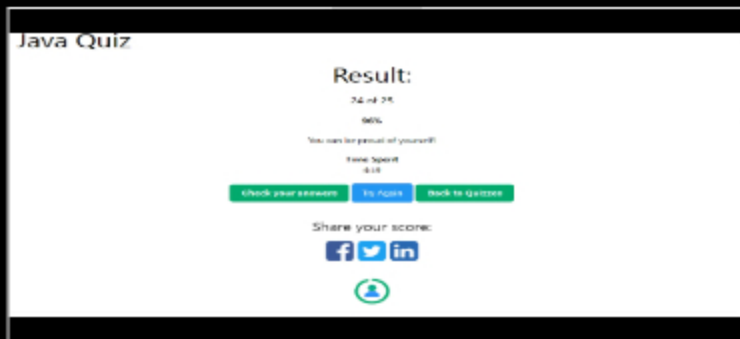 Java Quiz
Result:
24 of 25
96%
You can be proud of yourself!
Time Spent
Check your answers
Try Again
Back to Quizzes
Share your score: